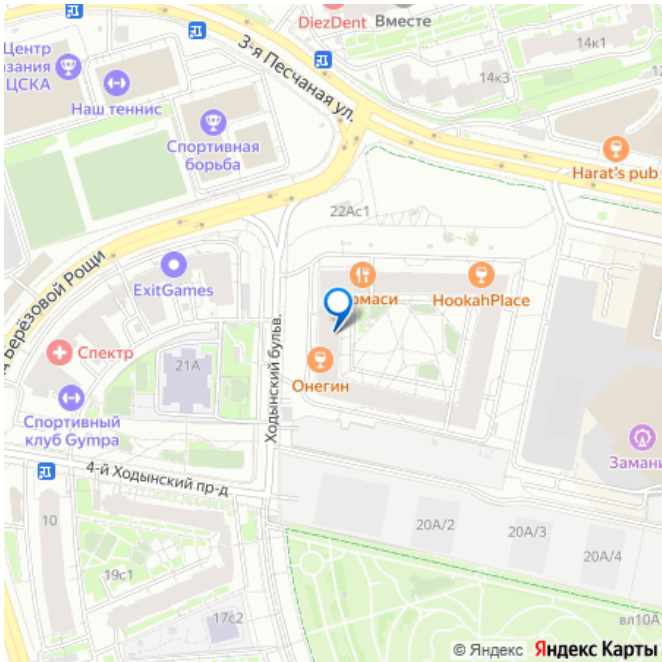 DiezDent
Вместе
14к1
Центр
ЦСКА
Наш теннис
3-я Песчаная ул.
14к3
Спортивная
борьба
Harat's pub
22Ас1
Берёзовой Рощи
ExitGames
HookahPlace
Спектр
21А
Онегин
Ходынский бульв.
Спортивный
клуб Gympa
4-й Ходынский пр-д
10
20А/2
20А/3
20А/4
19с1
17с2
вл10А
© Яндекс Яндекс Карты